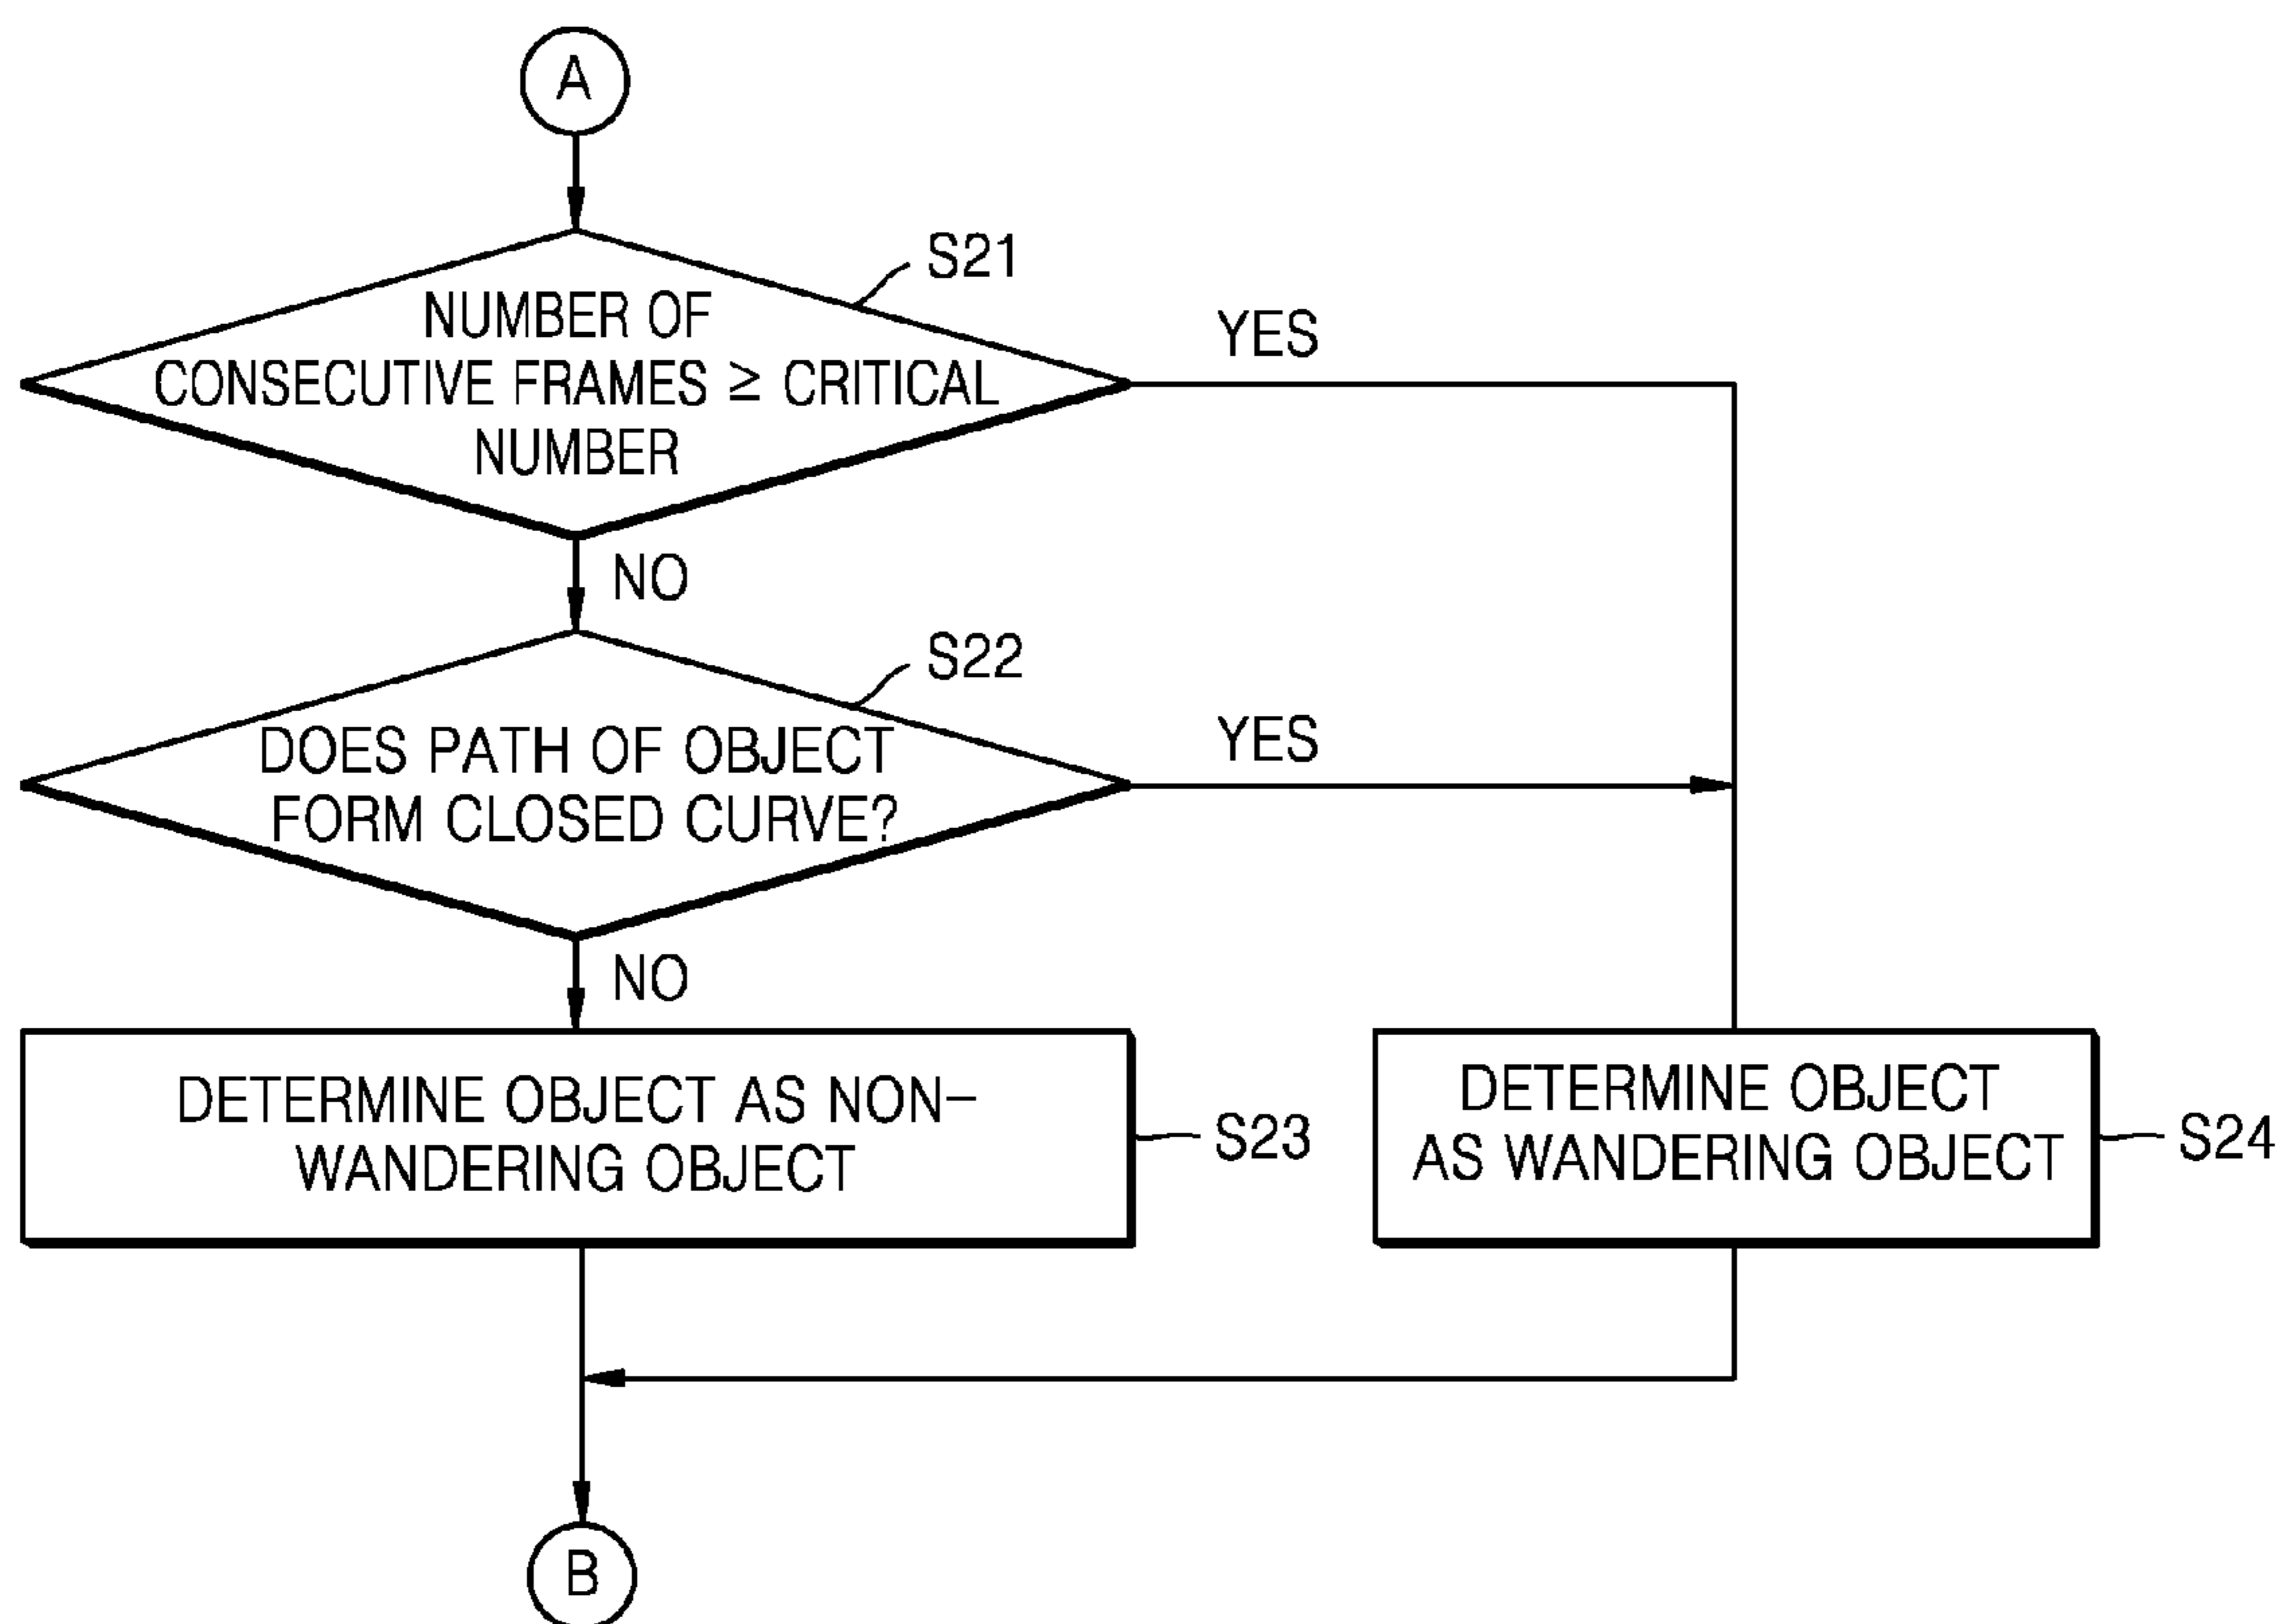 A
S21
NUMBER OF
CONSECUTIVE FRAMES ≥ CRITICAL
NUMBER
YES
NO
S22
DOES PATH OF OBJECT
FORM CLOSED CURVE?
YES
NO
DETERMINE OBJECT AS NON-
WANDERING OBJECT
S23
DETERMINE OBJECT
AS WANDERING OBJECT
S24
B